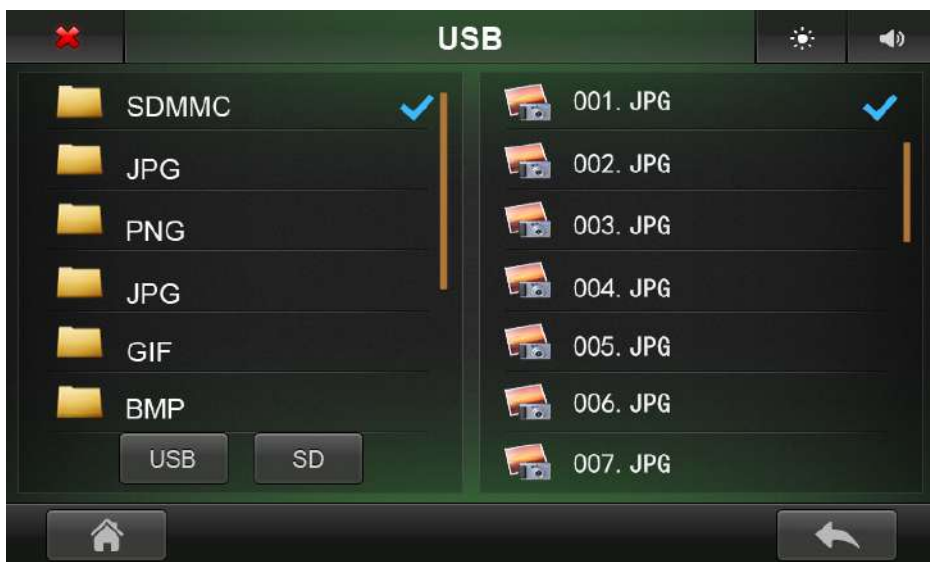 USB
SDMMC
JPG
PNG
JPG
GIF
BMP
USB
SD
001. JPG
002. JPG
003. JPG
004. JPG
005. JPG
006. JPG
007. JPG